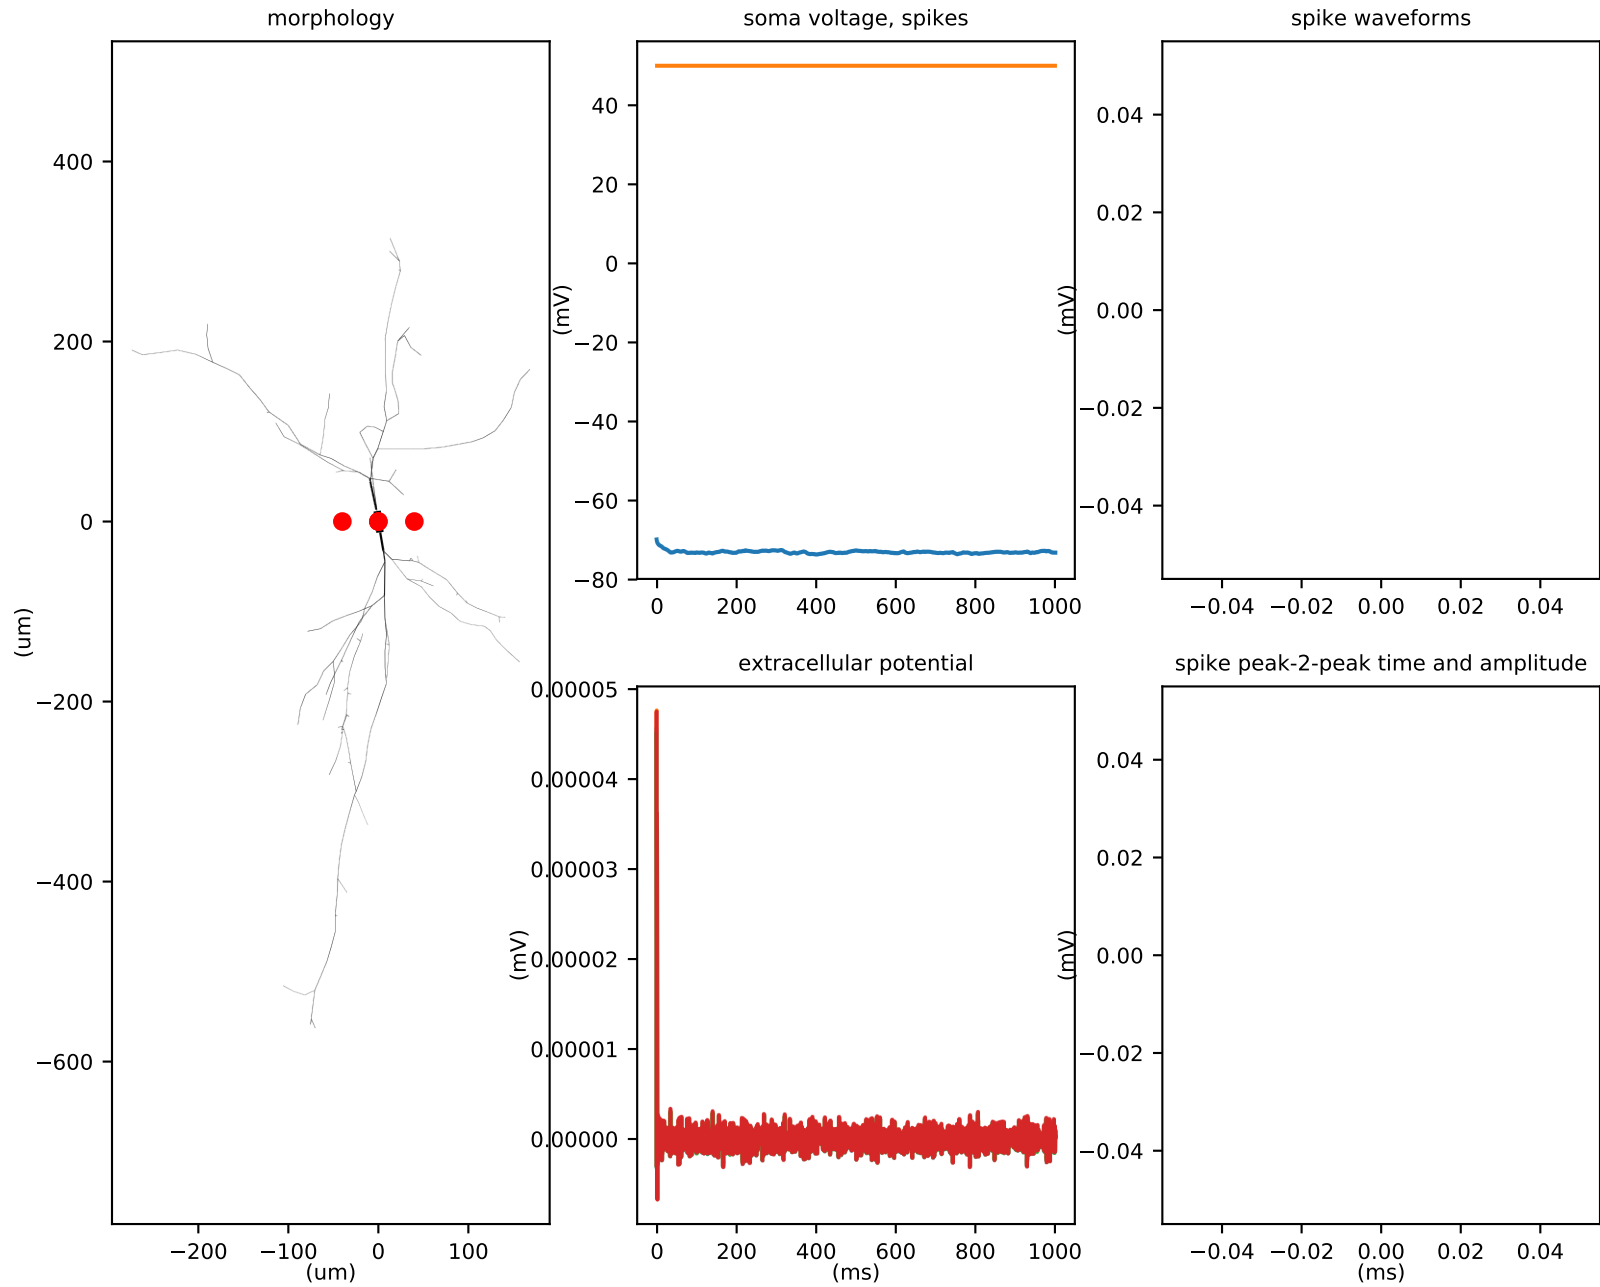 morphology
400
200
0
−200
−400
−600
(um)
−200 −100 0 100
(um)
soma voltage, spikes
40
20
0
−20
−40
−60
−80
(mV)
0 200 400 600 800 1000
spike waveforms
0.04
0.02
0.00
−0.02
−0.04
(mV)
−0.04 −0.02 0.00 0.02 0.04
extracellular potential
0.00005
0.00004
0.00003
0.00002
0.00001
0.00000
(mV)
0 200 400 600 800 1000
(ms)
spike peak-2-peak time and amplitude
0.04
0.02
0.00
−0.02
−0.04
(mV)
−0.04 −0.02 0.00 0.02 0.04
(ms)